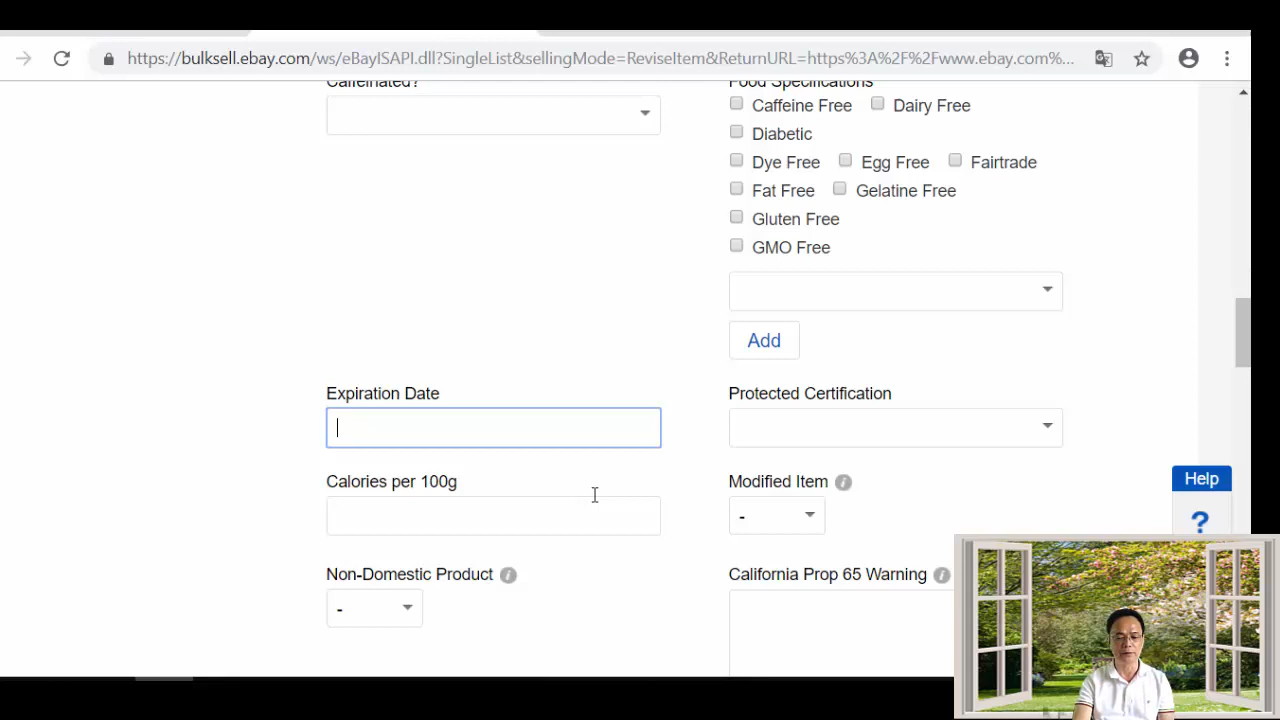 https://bulksell.ebay.com/ws/eBayISAPI.dll?SingleList&sellingMode=ReviseItem&ReturnURL=https%3A%2F%2Fwww.ebay.com%...
Caffeinated?
Food Specifications
Caffeine Free Dairy Free
Diabetic
Dye Free Egg Free Fairtrade
Fat Free Gelatine Free
Gluten Free
GMO Free
Add
Expiration Date
Protected Certification
Calories per 100g
Modified Item
-
Non-Domestic Product
-
California Prop 65 Warning
Help
?